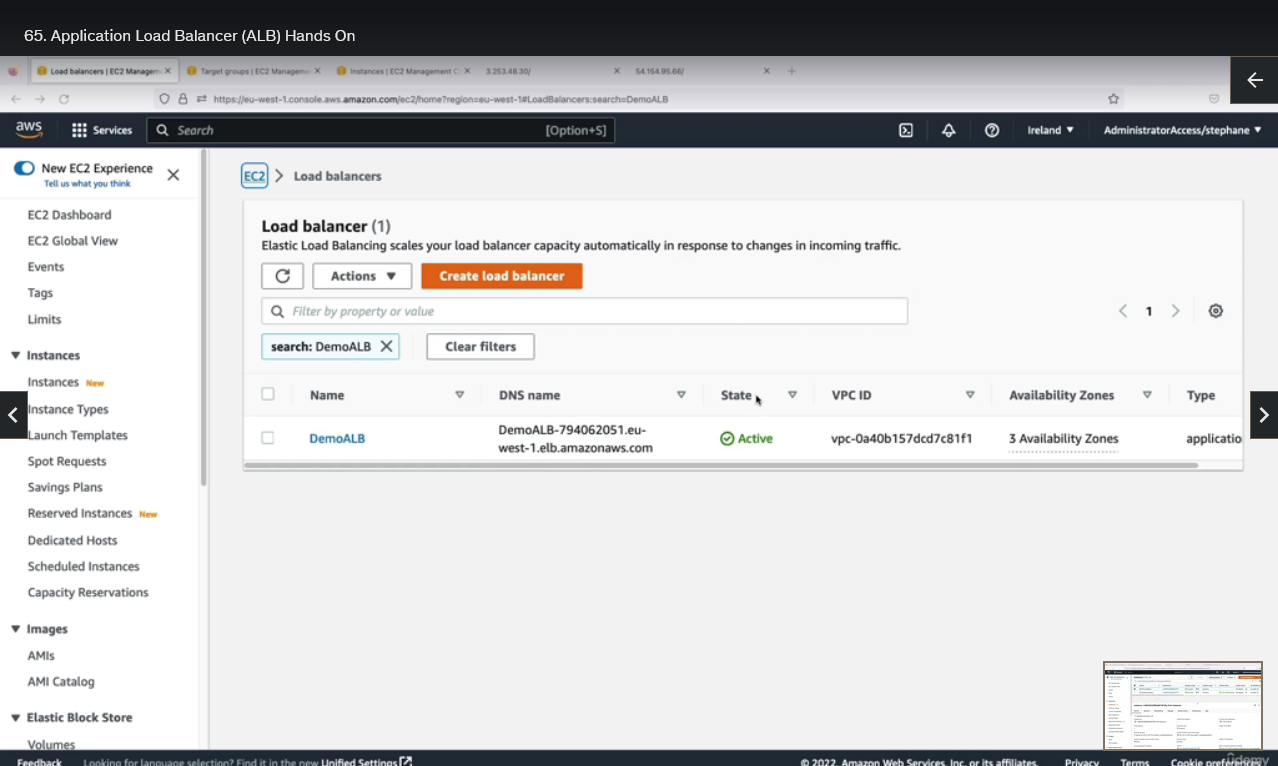 65. Application Load Balancer (ALB) Hands On
Load balancers | EC2 Managem
Target groups | EC2 Manageme
Instances | EC2 Management C
3.253.48.30/
54.154.95.66/
https://eu-west-1.console.aws.amazon.com/ec2/home?region=eu-west-1#LoadBalancers:search=DemoALB
aws
Services
Search
[Option+S]
Ireland
AdministratorAccess/stephane
New EC2 Experience
Tell us what you think
EC2 Dashboard
EC2 Global View
Events
Tags
Limits
Instances
Instances New
Instance Types
Launch Templates
Spot Requests
Savings Plans
Reserved Instances New
Dedicated Hosts
Scheduled Instances
Capacity Reservations
Images
AMIs
AMI Catalog
Elastic Block Store
Volumes
EC2 > Load balancers
Load balancer (1)
Elastic Load Balancing scales your load balancer capacity automatically in response to changes in incoming traffic.
Actions
Create load balancer
Filter by property or value
1
search: DemoALB
Clear filters
Name DNS name State VPC ID Availability Zones Type
DemoALB DemoALB-794062051.eu-west-1.elb.amazonaws.com Active vpc-0a40b157dcd7c81f1 3 Availability Zones applicatio
Feedback Looking for language selection? Find it in the new Unified Settings
© 2022, Amazon Web Services, Inc. or its affiliates. Privacy Terms Cookie preferences
udemy